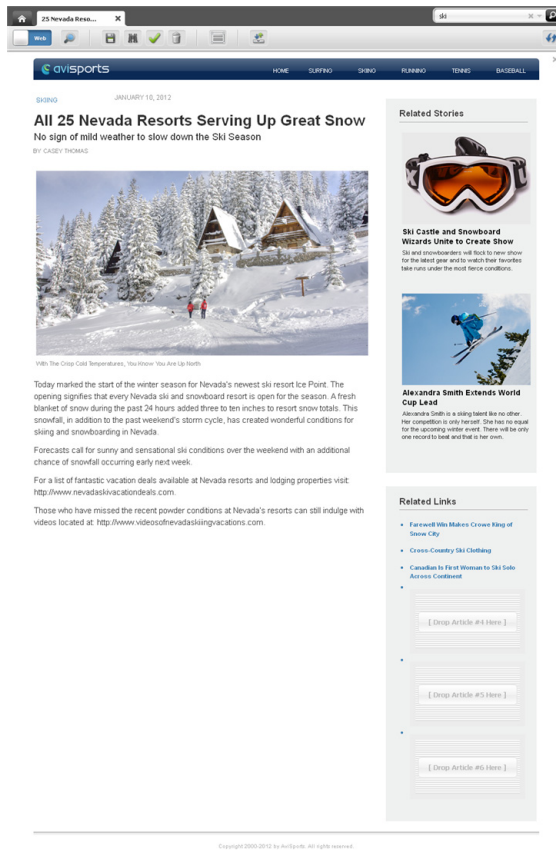 25 Nevada Reso...
ski
Web
avisports
HOME SURFING SKIING RUNNING TENNIS BASEBALL
SKIING
JANUARY 10, 2012
All 25 Nevada Resorts Serving Up Great Snow
No sign of mild weather to slow down the Ski Season
BY CASEY THOMAS
With The Crisp Cold Temperatures, You Know You Are Up North
Today marked the start of the winter season for Nevada's newest ski resort Ice Point. The
opening signifies that every Nevada ski and snowboard resort is open for the season. A fresh
blanket of snow during the past 24 hours added three to ten inches to resort snow totals. This
snowfall, in addition to the past weekend's storm cycle, has created wonderful conditions for
skiing and snowboarding in Nevada.
Forecasts call for sunny and sensational ski conditions over the weekend with an additional
chance of snowfall occurring early next week.
For a list of fantastic vacation deals available at Nevada resorts and lodging properties visit:
http://www.nevadaskivacationdeals.com.
Those who have missed the recent powder conditions at Nevada's resorts can still indulge with
videos located at: http://www.videosofnevadaskiingvacations.com.
Related Stories
Ski Castle and Snowboard
Wizards Unite to Create Show
Ski and snowboarders will flock to new show
for the latest gear and to watch their favorites
take runs under the most fierce conditions.
Alexandra Smith Extends World
Cup Lead
Alexandra Smith is a skiing talent like no other.
Her competition is only herself. She has no equal
for the upcoming winter event. There will be only
one record to beat and that is her own.
Related Links
Farewell Win Makes Crowe King of
Snow City
Cross-Country Ski Clothing
Canadian Is First Woman to Ski Solo
Across Continent
[ Drop Article #4 Here ]
[ Drop Article #5 Here ]
[ Drop Article #6 Here ]
Copyright 2000-2012 by AviSports. All rights reserved.